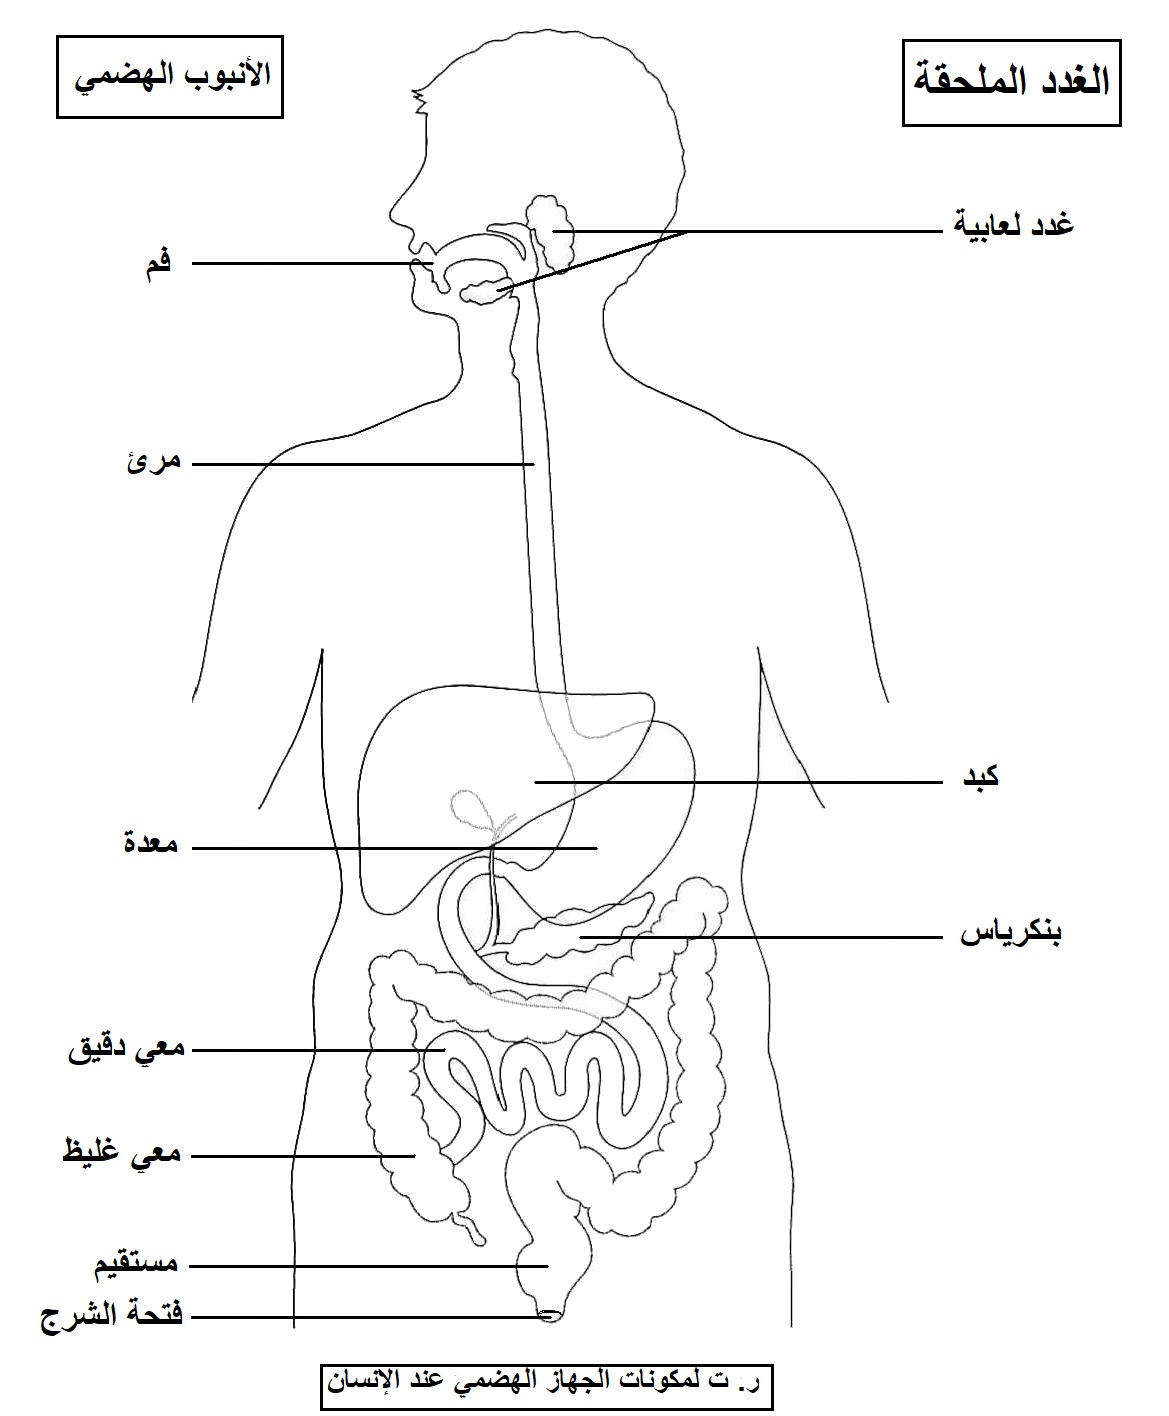 الغدد الملحقة
الأنبوب الهضمي
غدد لعابية
فم
مرئ
كبد
معدة
بنكرياس
معي دقيق
معي غليظ
مستقيم
فتحة الشرج
ر. ت لمكونات الجهاز الهضمي عند الإنسان